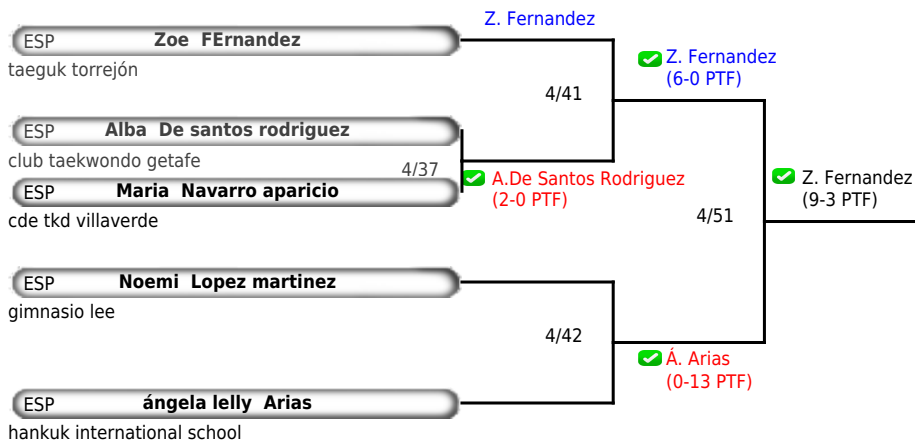 Z. Fernandez
ESP Zoe FErnandez
taeguk torrejón
Z. Fernandez
(6-0 PTF)
4/41
ESP Alba De santos rodriguez
club taekwondo getafe
4/37
A.De Santos Rodriguez
(2-0 PTF)
ESP Maria Navarro aparicio
cde tkd villaverde
Z. Fernandez
(9-3 PTF)
4/51
ESP Noemi Lopez martinez
gimnasio lee
4/42
Á. Arias
(0-13 PTF)
ESP ángela lelly Arias
hankuk international school